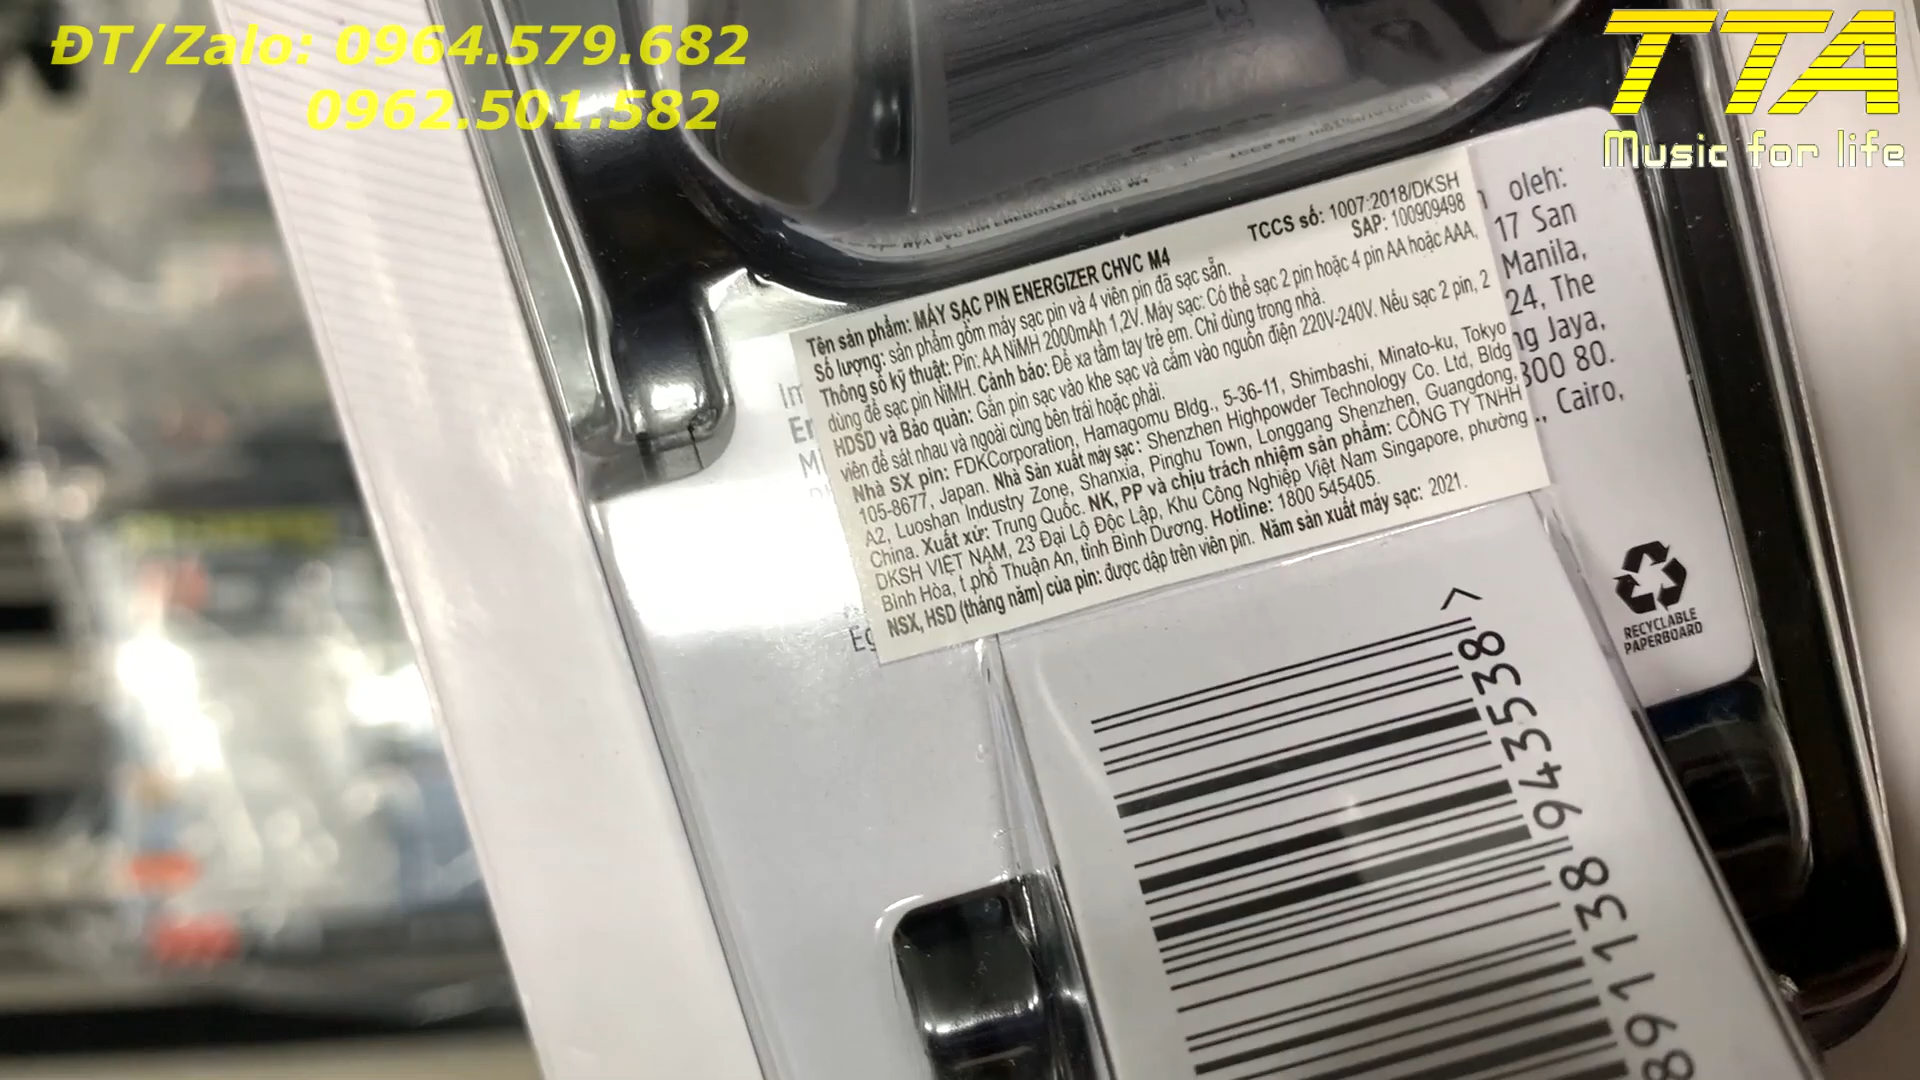 ĐT/Zalo: 0964.579.682
0962.501.582
TTA
Music for life
Tên sản phẩm: MÁY SẠC PIN ENERGIZER CHVC M4
TCCS số: 1007:2018/DKSH
Số lượng: sản phẩm gồm máy sạc pin và 4 viên pin đã sạc sẵn.
SAP: 100909498
Thông số kỹ thuật: Pin: AA NiMH 2000mAh 1,2V. Máy sạc: Có thể sạc 2 pin hoặc 4 pin AA hoặc AAA,
dùng để sạc pin NiMH. Cảnh báo: Để xa tầm tay trẻ em. Chỉ dùng trong nhà.
HDSD và Bảo quản: Gắn pin sạc vào khe sạc và cắm vào nguồn điện 220V-240V. Nếu sạc 2 pin, 2
viên để sát nhau và ngoài cùng bên trái hoặc phải.
Nhà SX pin: FDKCorporation, Hamagomu Bldg., 5-36-11, Shimbashi, Minato-ku, Tokyo
105-8677, Japan. Nhà Sản xuất máy sạc: Shenzhen Highpowder Technology Co. Ltd, Bldg
A2, Luoshan Industry Zone, Shanxia, Pinghu Town, Longgang Shenzhen, Guangdong,
China. Xuất xứ: Trung Quốc. NK, PP và chịu trách nhiệm sản phẩm: CÔNG TY TNHH
DKSH VIỆT NAM, 23 Đại Lộ Độc Lập, Khu Công Nghiệp Việt Nam Singapore, phường
Bình Hòa, t.phố Thuận An, tỉnh Bình Dương. Hotline: 1800 545405.
NSX, HSD (tháng năm) của pin: được dập trên viên pin. Năm sản xuất máy sạc: 2021.
oleh:
17 San
Manila,
24, The
ng Jaya,
300 80.
., Cairo,
RECYCLABLE
PAPERBOARD
891138 943538 >